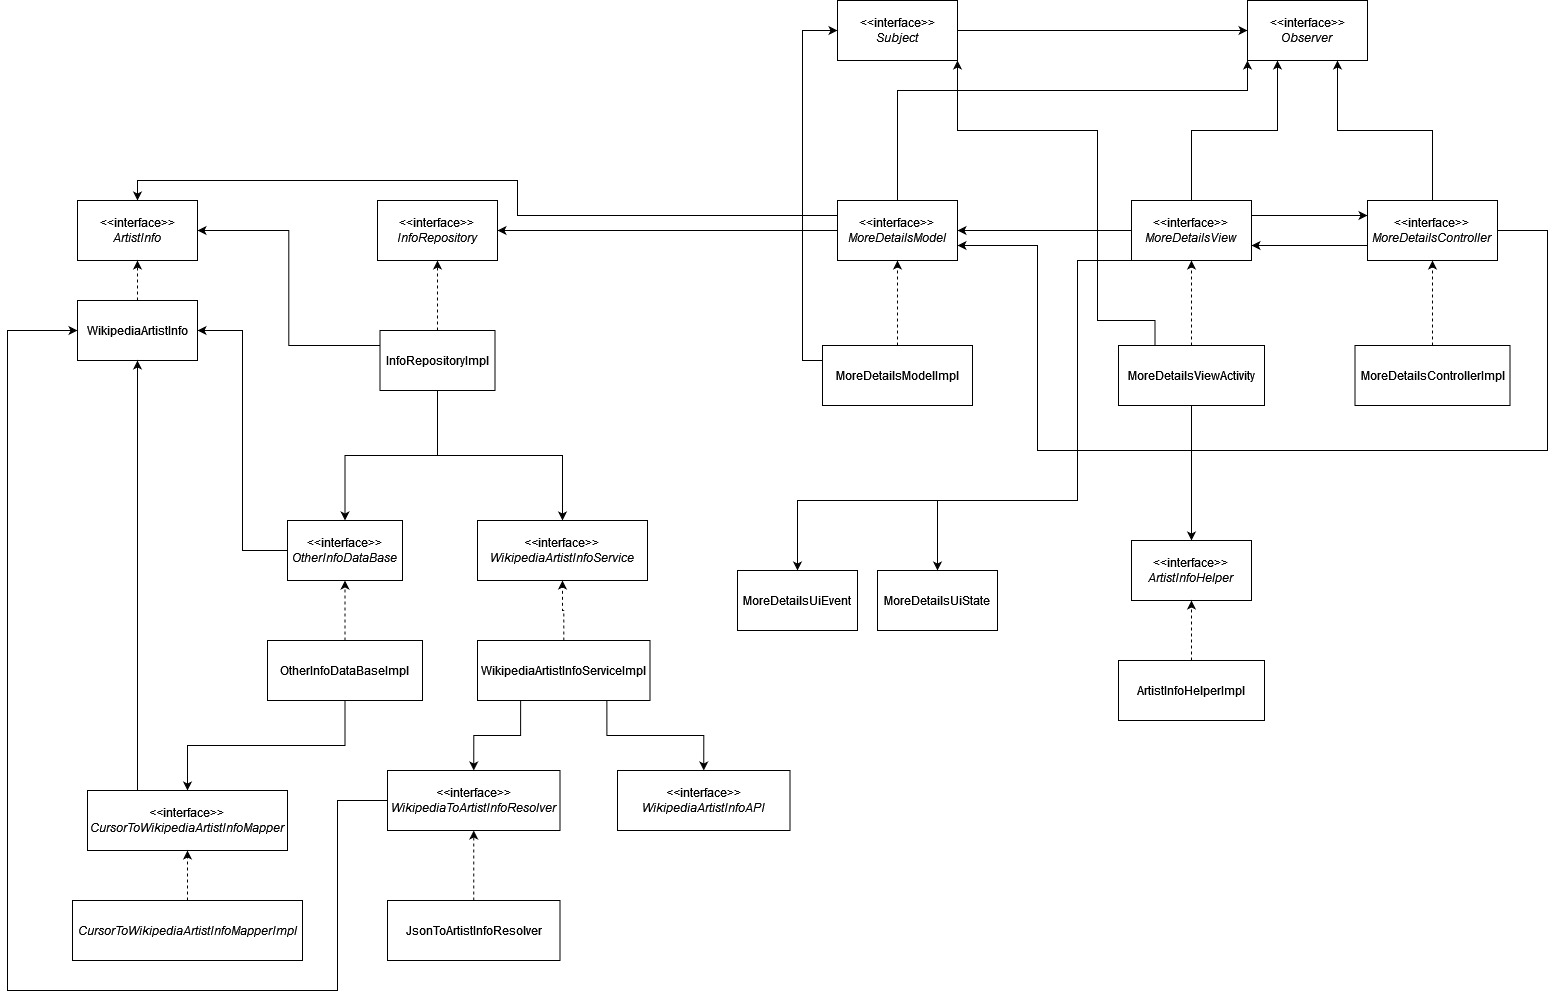 <<interface>>
Subject
<<interface>>
Observer
<<interface>>
ArtistInfo
<<interface>>
InfoRepository
<<interface>>
MoreDetailsModel
<<interface>>
MoreDetailsView
<<interface>>
MoreDetailsController
WikipediaArtistInfo
InfoRepositoryImpl
MoreDetailsModelImpl
MoreDetailsViewActivity
MoreDetailsControllerImpl
<<interface>>
OtherInfoDataBase
<<interface>>
WikipediaArtistInfoService
<<interface>>
ArtistInfoHelper
MoreDetailsUiEvent
MoreDetailsUiState
OtherInfoDataBaseImpl
WikipediaArtistInfoServiceImpl
ArtistInfoHelperImpl
<<interface>>
CursorToWikipediaArtistInfoMapper
<<interface>>
WikipediaToArtistInfoResolver
<<interface>>
WikipediaArtistInfoAPI
CursorToWikipediaArtistInfoMapperImpl
JsonToArtistInfoResolver